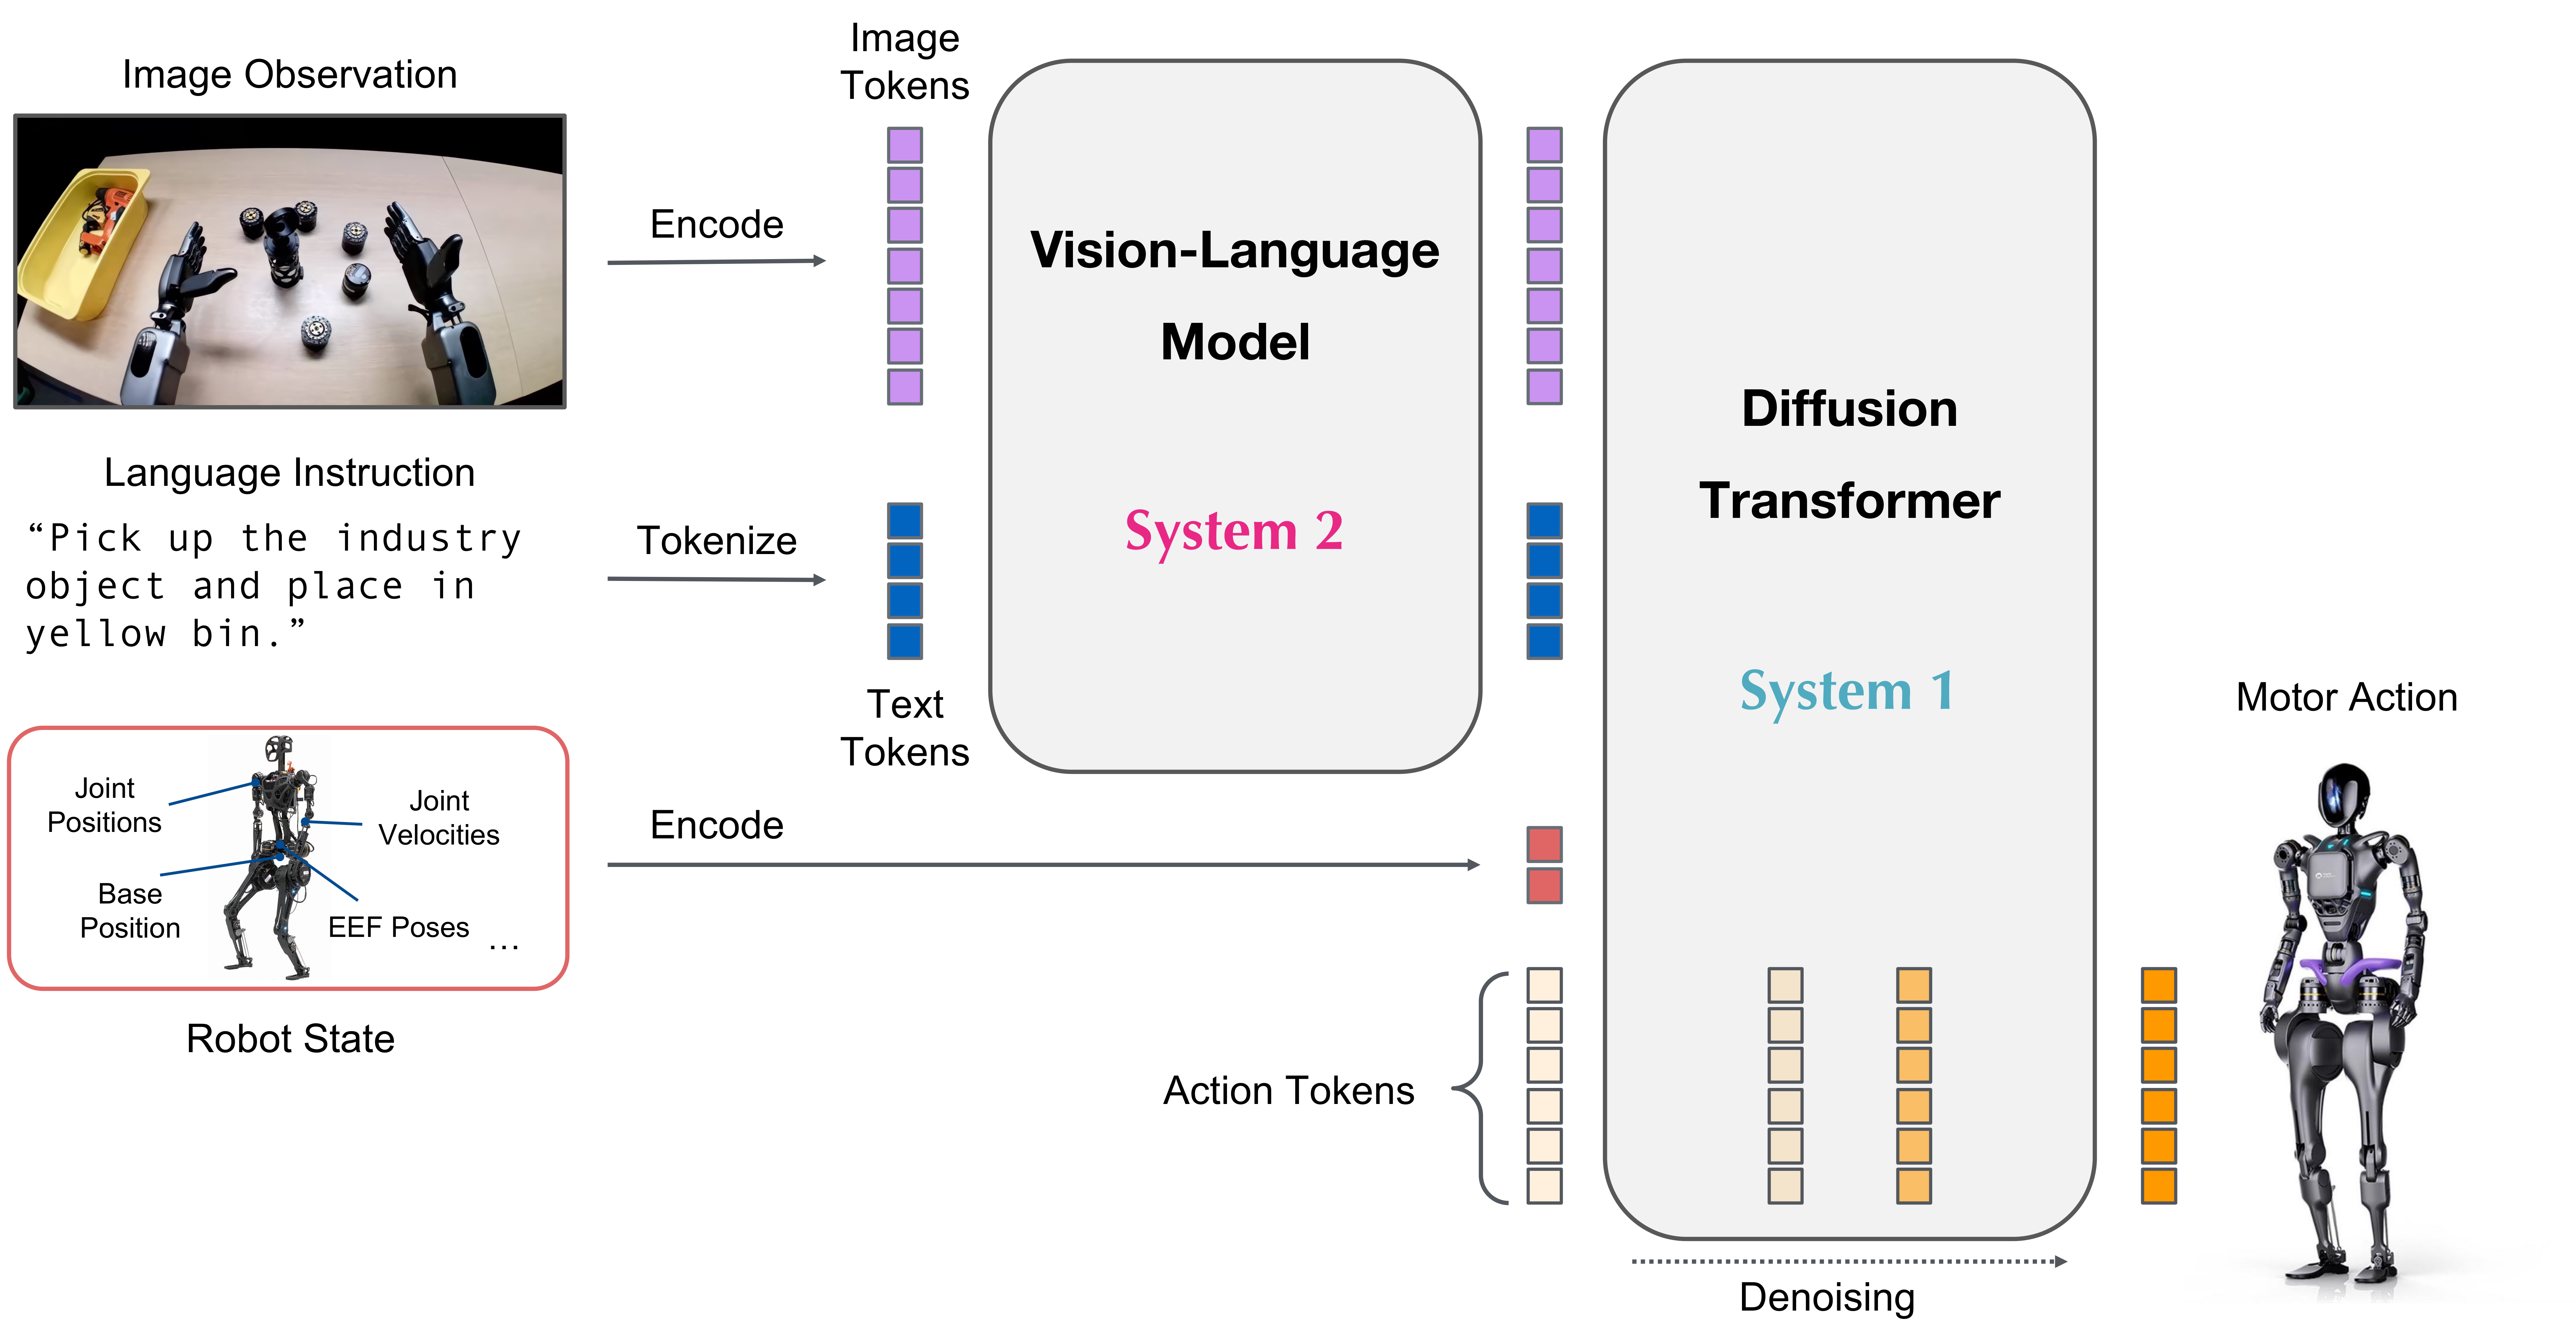 Image Observation
Image
Tokens
Encode
Vision-Language
Model
System 2
Diffusion
Transformer
System 1
Language Instruction
“Pick up the industry
object and place in
yellow bin.”
Tokenize
Text
Tokens
Joint
Positions
Joint
Velocities
Base
Position
EEF Poses
...
Robot State
Encode
Action Tokens
Denoising
Motor Action